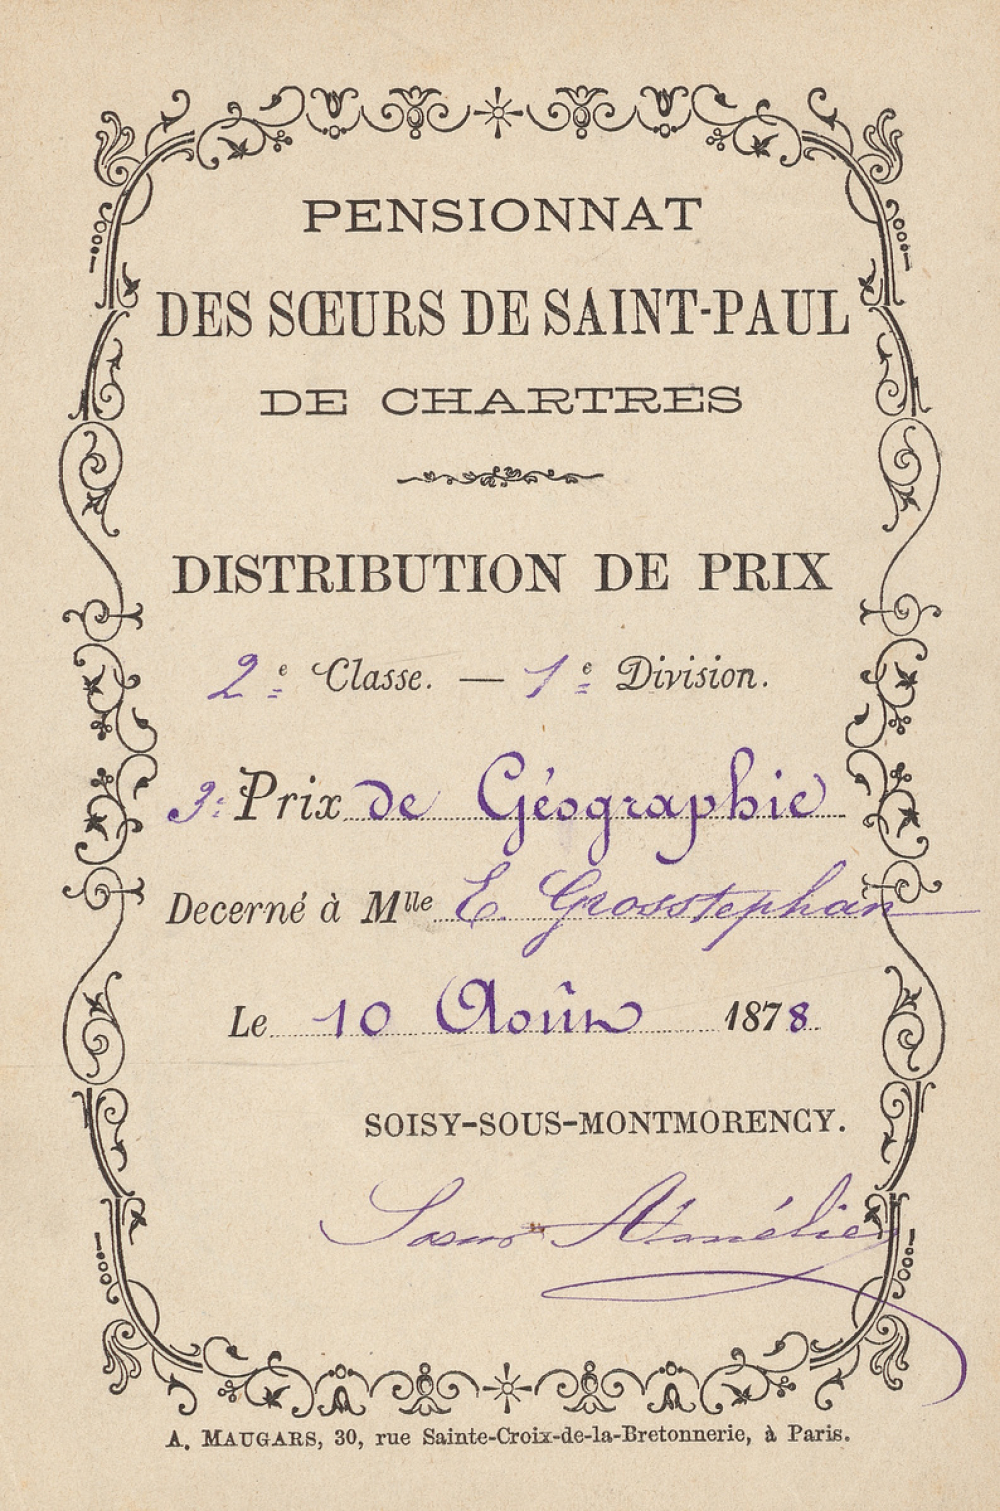 PENSIONNAT
DES SŒURS DE SAINT-PAUL
DE CHARTRES
DISTRIBUTION DE PRIX
2e Classe. — 1e Division.
3e Prix de Géographie
Decerné à Mlle E. Grosstephan
Le 10 Août 1878
SOISY-SOUS-MONTMORENCY.
Sœur Amélie
A. MAUGARS, 30, rue Sainte-Croix-de-la-Bretonnerie, à Paris.